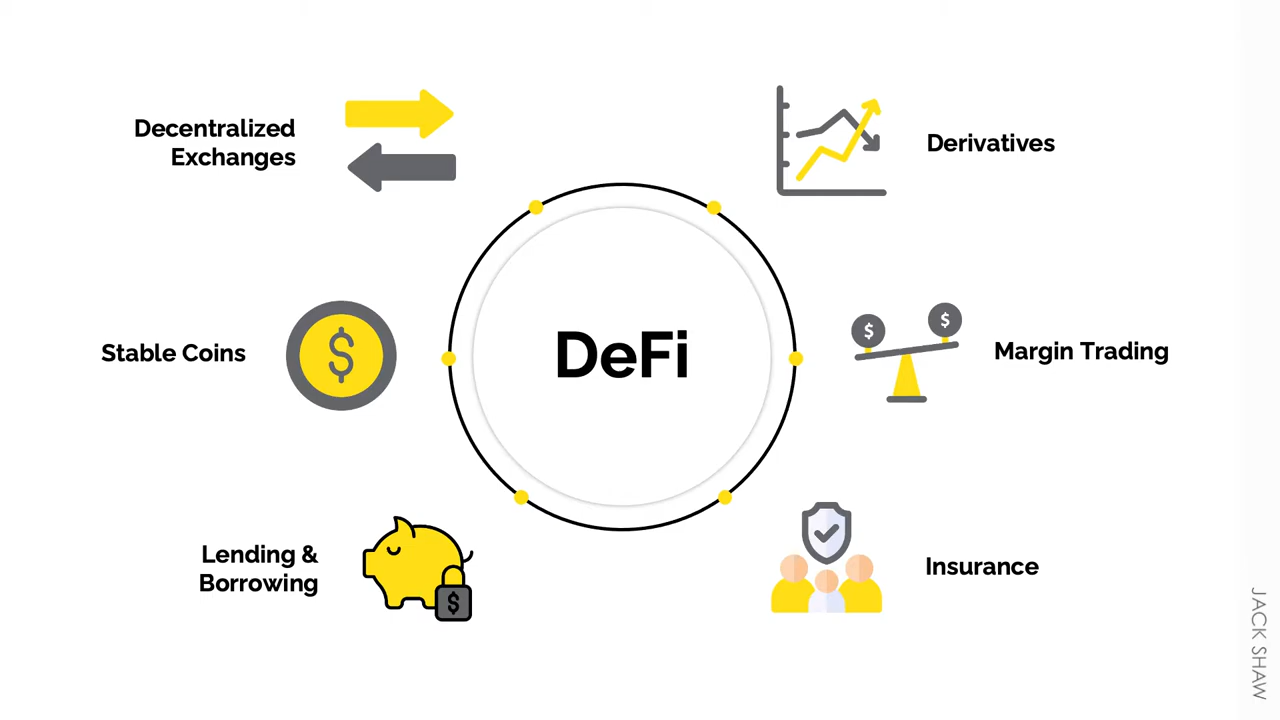 Decentralized
Exchanges
Derivatives
Stable Coins
$
DeFi
$
$
Margin Trading
Lending &
Borrowing
$
Insurance
JACK SHAW